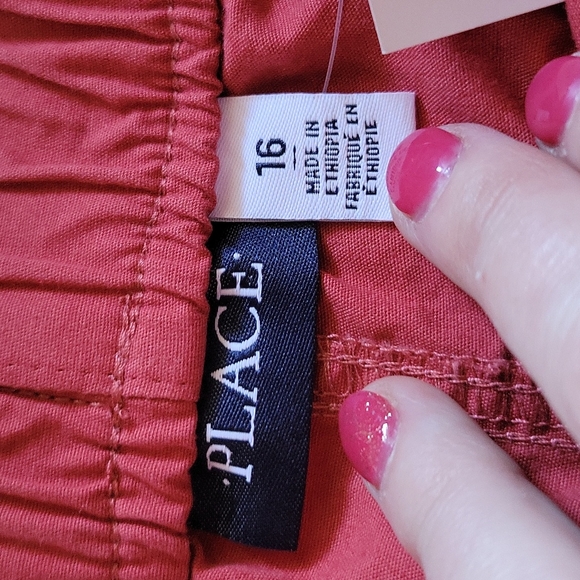 16
MADE IN
ETHIOPIA
FABRIQUÉ EN
ÉTHIOPIE
·PLACE·